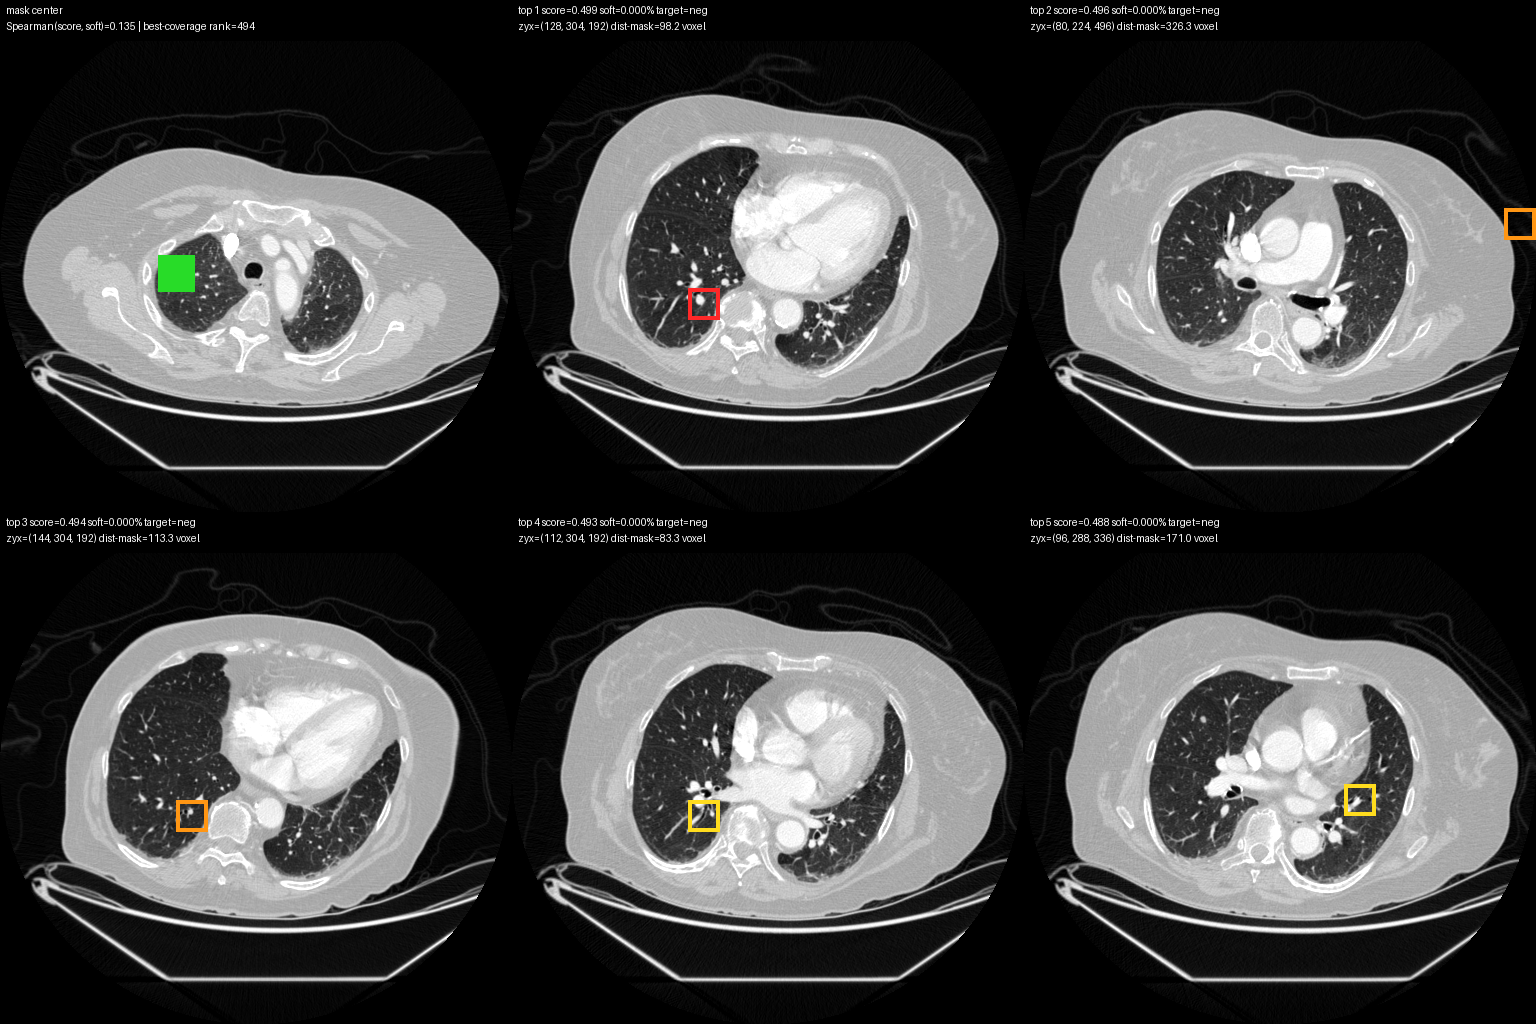 mask center
Spearman(score, soft)=0.135 | best-coverage rank=494
top 1 score=0.499 soft=0.000% target=neg
zyx=(128, 304, 192) dist-mask=98.2 voxel
top 2 score=0.496 soft=0.000% target=neg
zyx=(80, 224, 496) dist-mask=326.3 voxel
top 3 score=0.494 soft=0.000% target=neg
zyx=(144, 304, 192) dist-mask=113.3 voxel
top 4 score=0.493 soft=0.000% target=neg
zyx=(112, 304, 192) dist-mask=83.3 voxel
top 5 score=0.488 soft=0.000% target=neg
zyx=(96, 288, 336) dist-mask=171.0 voxel